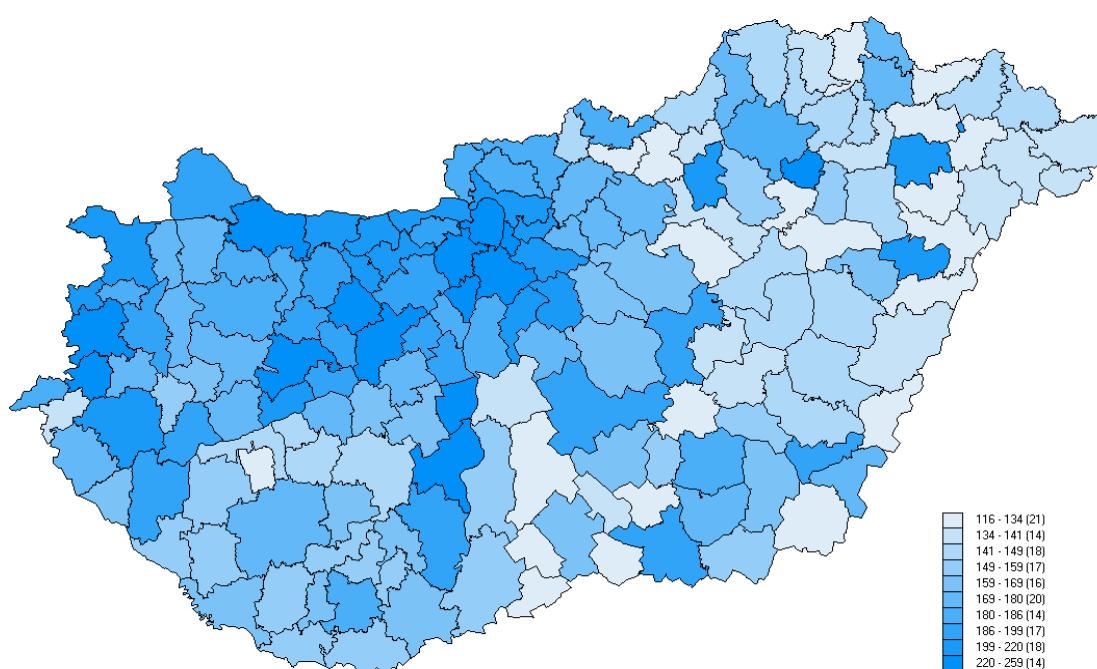 116 - 134 (21)
134 - 141 (14)
141 - 149 (18)
149 - 159 (17)
159 - 169 (16)
169 - 180 (20)
180 - 186 (14)
186 - 199 (17)
199 - 220 (18)
220 - 259 (14)